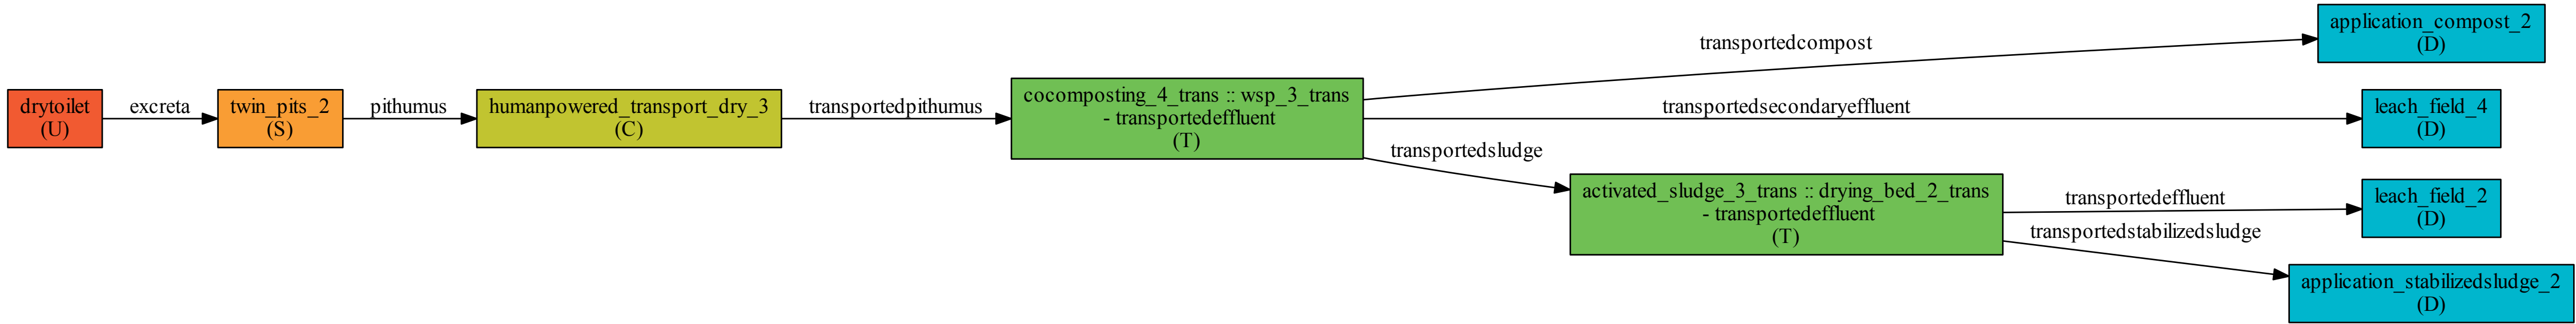 drytoilet
(U)
excreta
twin_pits_2
(S)
pithumus
humanpowered_transport_dry_3
(C)
transportedpithumus
cocomposting_4_trans :: wsp_3_trans
- transportedeffluent
(T)
transportedcompost
application_compost_2
(D)
transportedsecondaryeffluent
leach_field_4
(D)
transportedsludge
activated_sludge_3_trans :: drying_bed_2_trans
- transportedeffluent
(T)
transportedeffluent
leach_field_2
(D)
transportedstabilizedsludge
application_stabilizedsludge_2
(D)